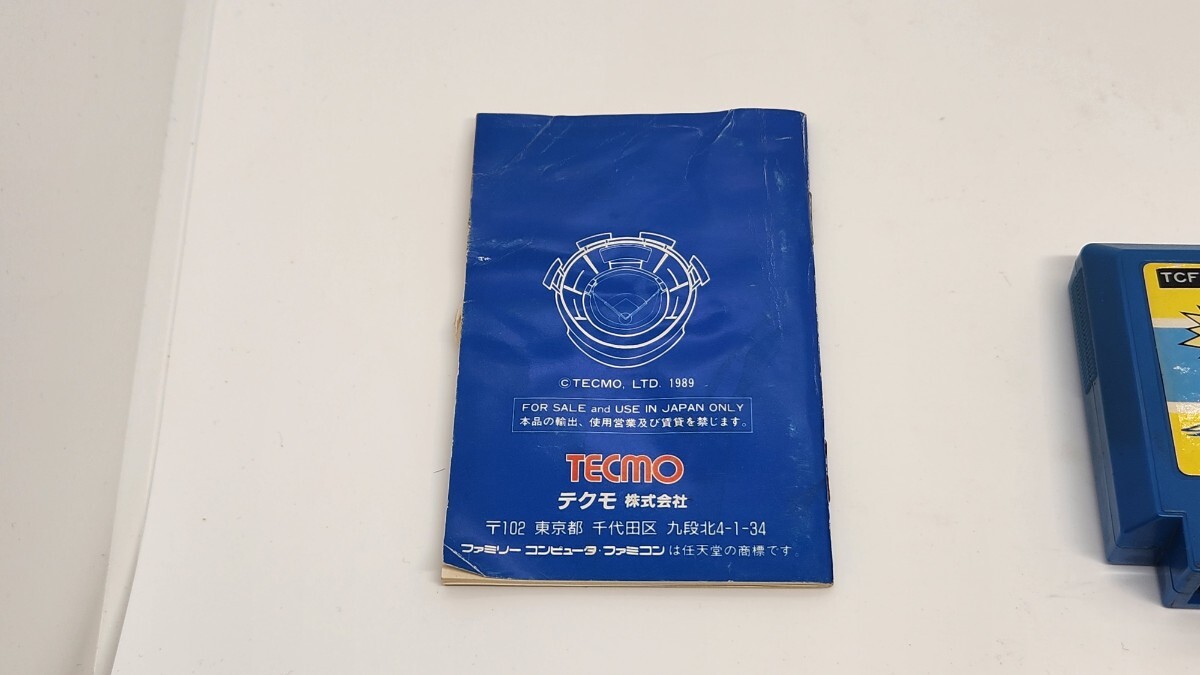 ©TECMO, LTD. 1989
FOR SALE and USE IN JAPAN ONLY
本品の輸出、使用営業及び賃貸を禁じます。
TECMO
テクモ 株式会社
〒102 東京都 千代田区 九段北4-1-34
ファミリーコンピュータ・ファミコンは任天堂の商標です。
TCF